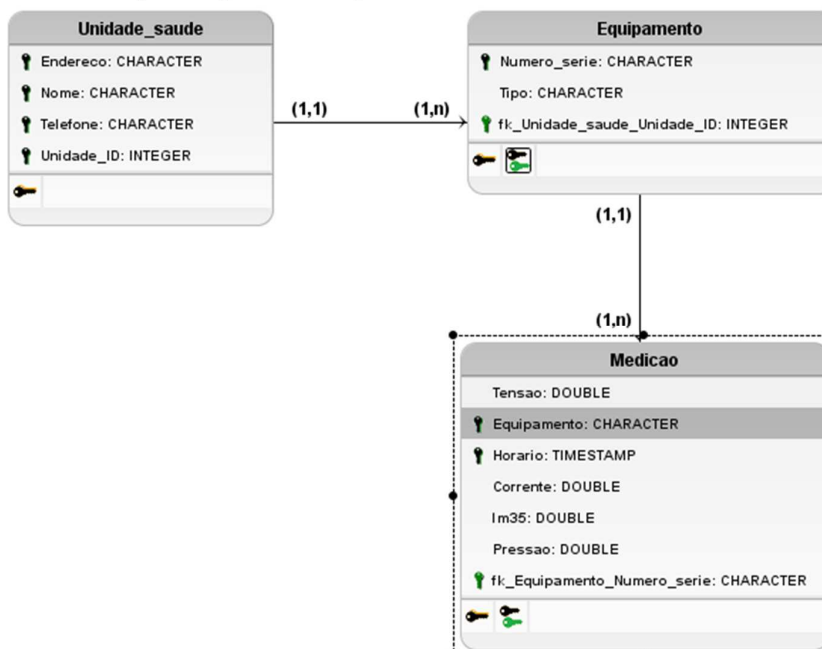 Unidade_saude
Endereco: CHARACTER
Nome: CHARACTER
Telefone: CHARACTER
Unidade_ID: INTEGER
(1,1)
(1,n)
Equipamento
Numero_serie: CHARACTER
Tipo: CHARACTER
fk_Unidade_saude_Unidade_ID: INTEGER
(1,1)
(1,n)
Medicao
Tensao: DOUBLE
Equipamento: CHARACTER
Horario: TIMESTAMP
Corrente: DOUBLE
lm35: DOUBLE
Pressao: DOUBLE
fk_Equipamento_Numero_serie: CHARACTER